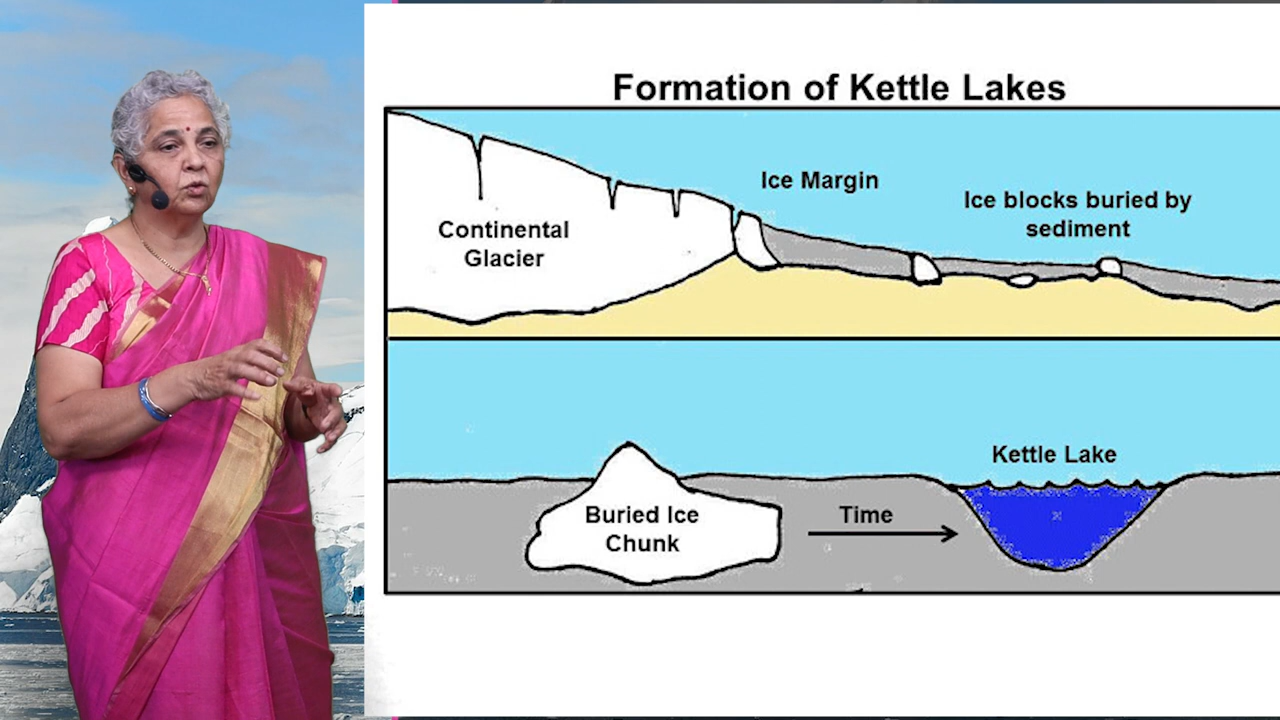 Formation of Kettle Lakes
Ice Margin
Ice blocks buried by
sediment
Continental
Glacier
Kettle Lake
Buried Ice
Chunk
Time